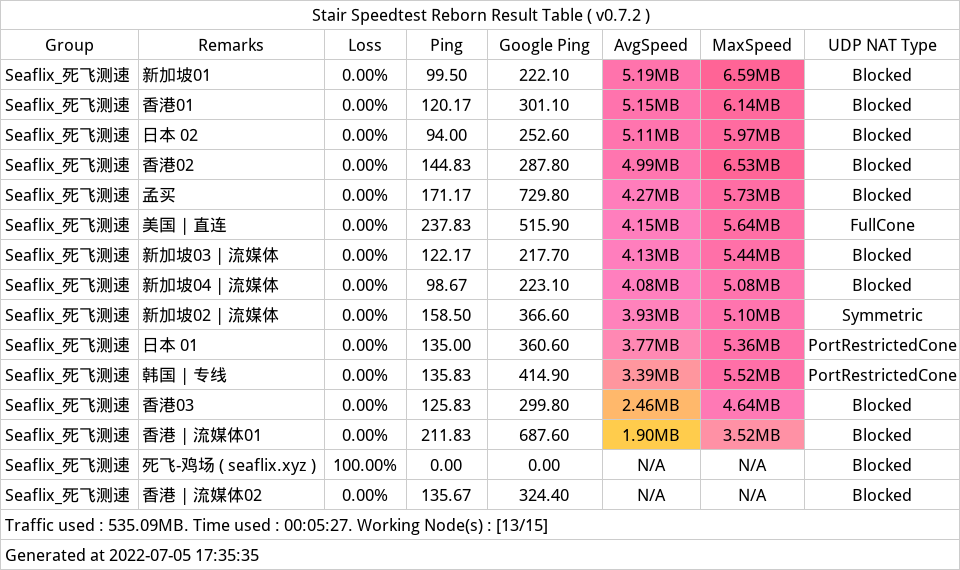 Stair Speedtest Reborn Result Table ( v0.7.2 )
Group Remarks Loss Ping Google Ping AvgSpeed MaxSpeed UDP NAT Type
Seaflix_死飞测速 新加坡01 0.00% 99.50 222.10 5.19MB 6.59MB Blocked
Seaflix_死飞测速 香港01 0.00% 120.17 301.10 5.15MB 6.14MB Blocked
Seaflix_死飞测速 日本 02 0.00% 94.00 252.60 5.11MB 5.97MB Blocked
Seaflix_死飞测速 香港02 0.00% 144.83 287.80 4.99MB 6.53MB Blocked
Seaflix_死飞测速 孟买 0.00% 171.17 729.80 4.27MB 5.73MB Blocked
Seaflix_死飞测速 美国 | 直连 0.00% 237.83 515.90 4.15MB 5.64MB FullCone
Seaflix_死飞测速 新加坡03 | 流媒体 0.00% 122.17 217.70 4.13MB 5.44MB Blocked
Seaflix_死飞测速 新加坡04 | 流媒体 0.00% 98.67 223.10 4.08MB 5.08MB Blocked
Seaflix_死飞测速 新加坡02 | 流媒体 0.00% 158.50 366.60 3.93MB 5.10MB Symmetric
Seaflix_死飞测速 日本 01 0.00% 135.00 360.60 3.77MB 5.36MB PortRestrictedCone
Seaflix_死飞测速 韩国 | 专线 0.00% 135.83 414.90 3.39MB 5.52MB PortRestrictedCone
Seaflix_死飞测速 香港03 0.00% 125.83 299.80 2.46MB 4.64MB Blocked
Seaflix_死飞测速 香港 | 流媒体01 0.00% 211.83 687.60 1.90MB 3.52MB Blocked
Seaflix_死飞测速 死飞-鸡场 ( seaflix.xyz ) 100.00% 0.00 0.00 N/A N/A Blocked
Seaflix_死飞测速 香港 | 流媒体02 0.00% 135.67 324.40 N/A N/A Blocked
Traffic used : 535.09MB. Time used : 00:05:27. Working Node(s) : [13/15]
Generated at 2022-07-05 17:35:35